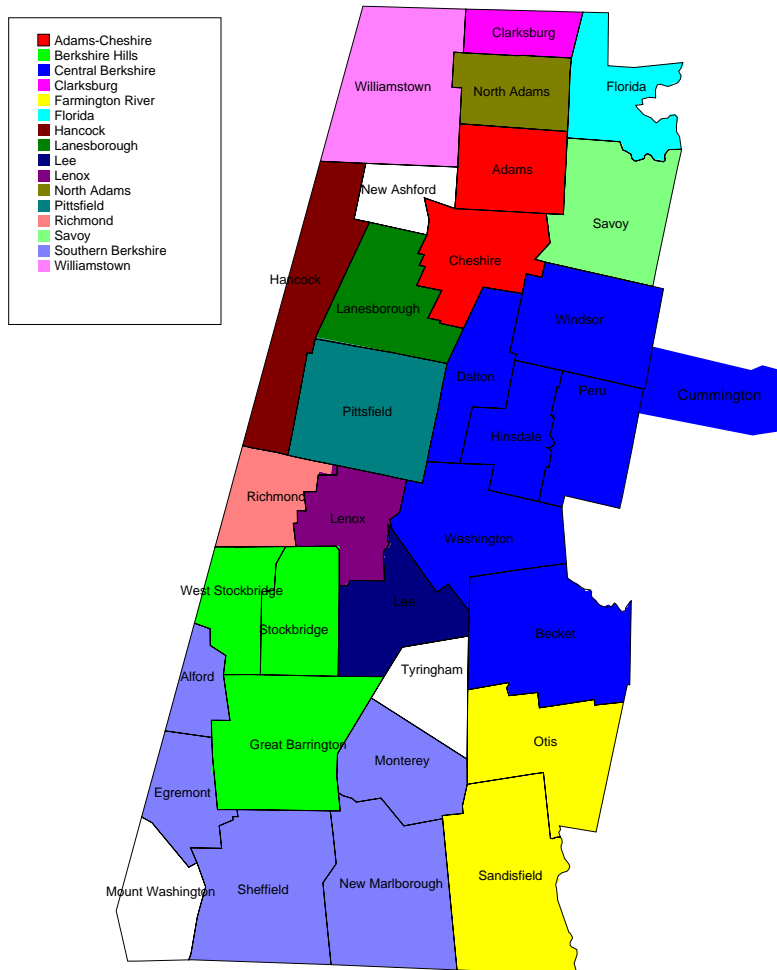 Adams-Cheshire
Berkshire Hills
Central Berkshire
Clarksburg
Farmington River
Florida
Hancock
Lanesborough
Lee
Lenox
North Adams
Pittsfield
Richmond
Savoy
Southern Berkshire
Williamstown
Clarksburg
Williamstown
North Adams
Florida
Adams
New Ashford
Savoy
Cheshire
Hancock
Lanesborough
Windsor
Dalton
Peru
Cummington
Pittsfield
Hinsdale
Richmond
Lenox
Washington
West Stockbridge
Lee
Stockbridge
Becket
Tyringham
Alford
Great Barrington
Otis
Monterey
Egremont
Sandisfield
New Marlborough
Mount Washington
Sheffield